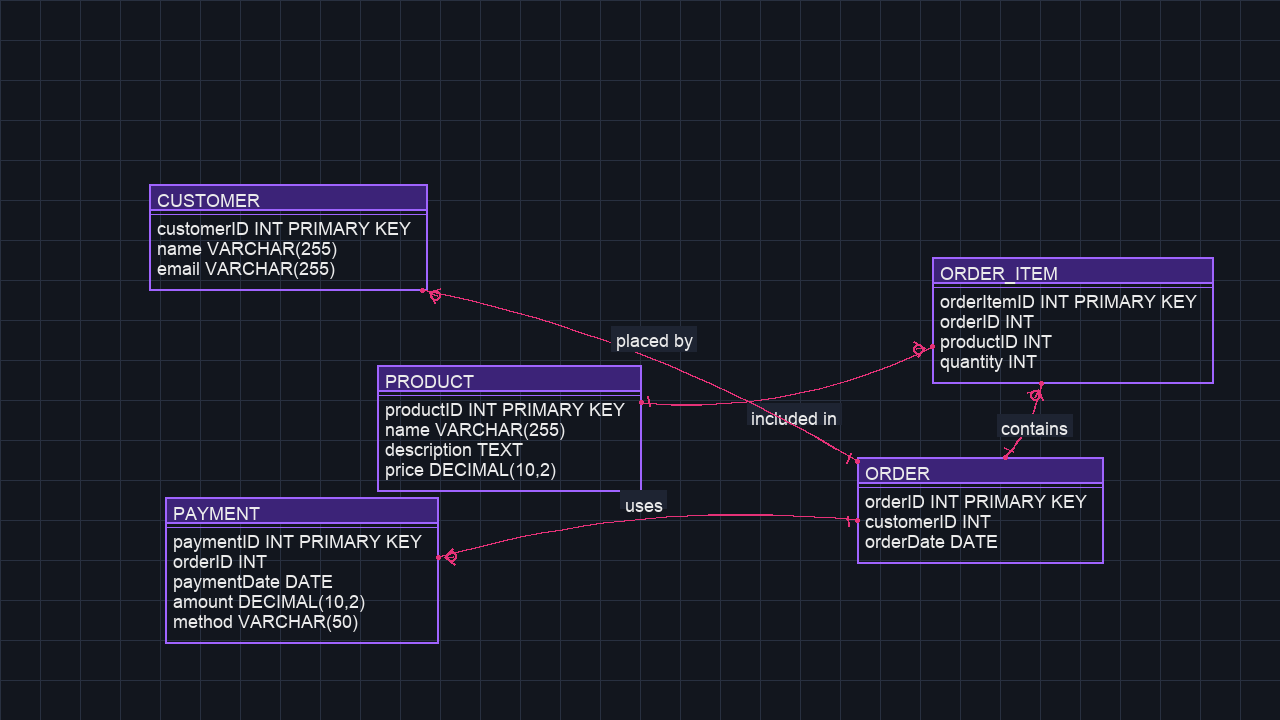 CUSTOMER
customerID INT PRIMARY KEY
name VARCHAR(255)
email VARCHAR(255)
ORDER_ITEM
orderItemID INT PRIMARY KEY
orderID INT
productID INT
quantity INT
placed by
PRODUCT
productID INT PRIMARY KEY
name VARCHAR(255)
description TEXT
price DECIMAL(10,2)
included in
contains
ORDER
orderID INT PRIMARY KEY
customerID INT
orderDate DATE
uses
PAYMENT
paymentID INT PRIMARY KEY
orderID INT
paymentDate DATE
amount DECIMAL(10,2)
method VARCHAR(50)